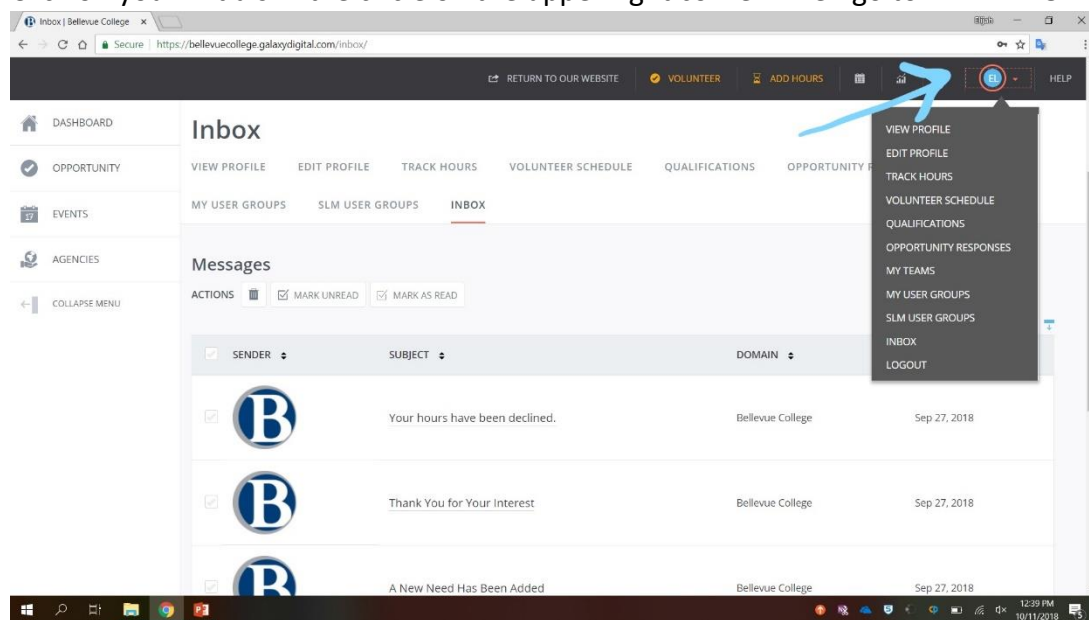 Inbox | Bellevue College
Secure | https://bellevuecollege.galaxydigital.com/inbox/
RETURN TO OUR WEBSITE VOLUNTEER ADD HOURS EL HELP
DASHBOARD
OPPORTUNITY
EVENTS
AGENCIES
COLLAPSE MENU
Inbox
VIEW PROFILE EDIT PROFILE TRACK HOURS VOLUNTEER SCHEDULE QUALIFICATIONS OPPORTUNITY R
MY USER GROUPS SLM USER GROUPS INBOX
VIEW PROFILE
EDIT PROFILE
TRACK HOURS
VOLUNTEER SCHEDULE
QUALIFICATIONS
OPPORTUNITY RESPONSES
MY TEAMS
MY USER GROUPS
SLM USER GROUPS
INBOX
LOGOUT
Messages
ACTIONS MARK UNREAD MARK AS READ
SENDER SUBJECT DOMAIN
B Your hours have been declined. Bellevue College Sep 27, 2018
B Thank You for Your Interest Bellevue College Sep 27, 2018
B A New Need Has Been Added Bellevue College Sep 27, 2018
12:39 PM
10/11/2018